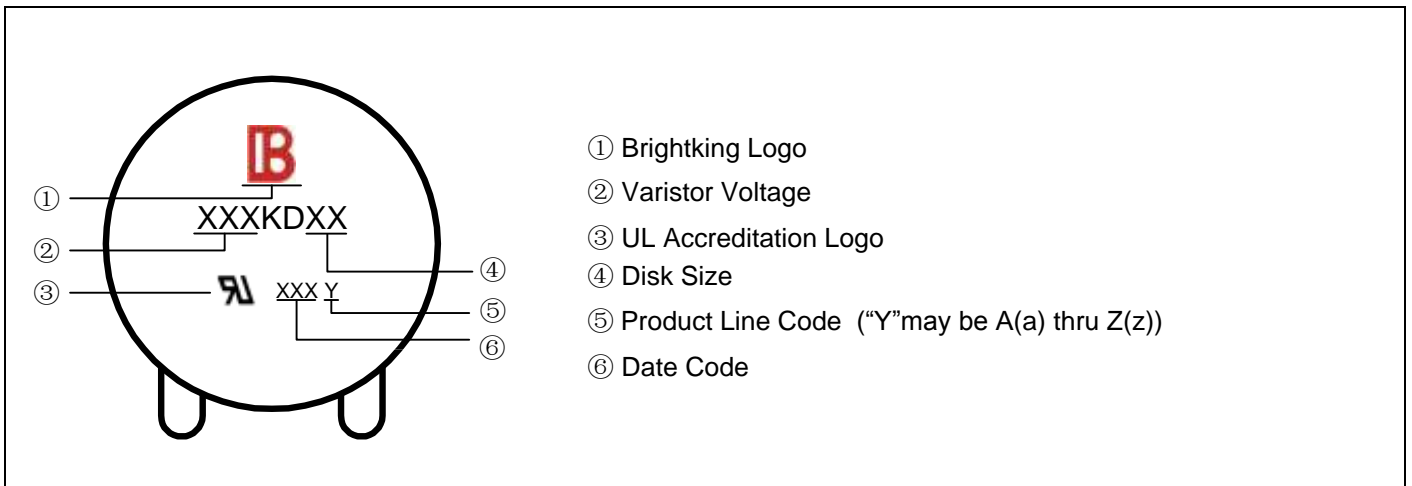 B
①
XXXKDXX
②
④
③
RU XXX Y
⑤
⑥
① Brightking Logo
② Varistor Voltage
③ UL Accreditation Logo
④ Disk Size
⑤ Product Line Code (“Y”may be A(a) thru Z(z))
⑥ Date Code